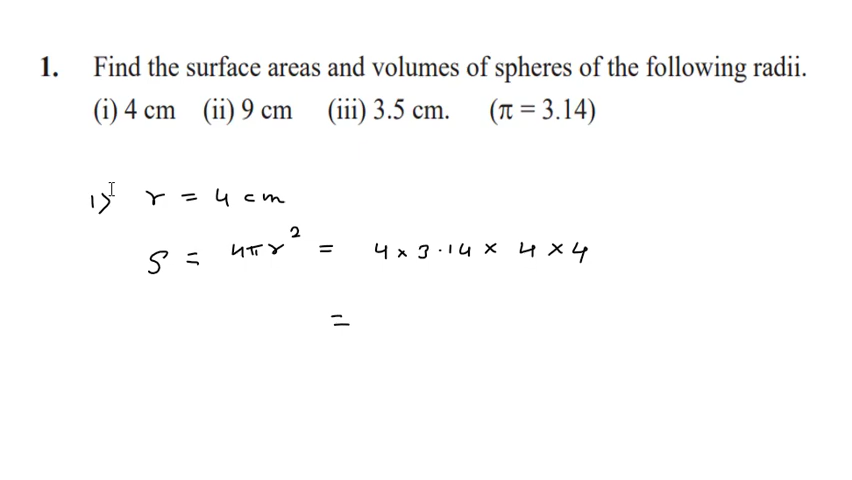 1. Find the surface areas and volumes of spheres of the following radii.
(i) 4 cm (ii) 9 cm (iii) 3.5 cm. (π = 3.14)
1) r = 4 cm
S = 4πr² = 4 × 3.14 × 4 × 4
=